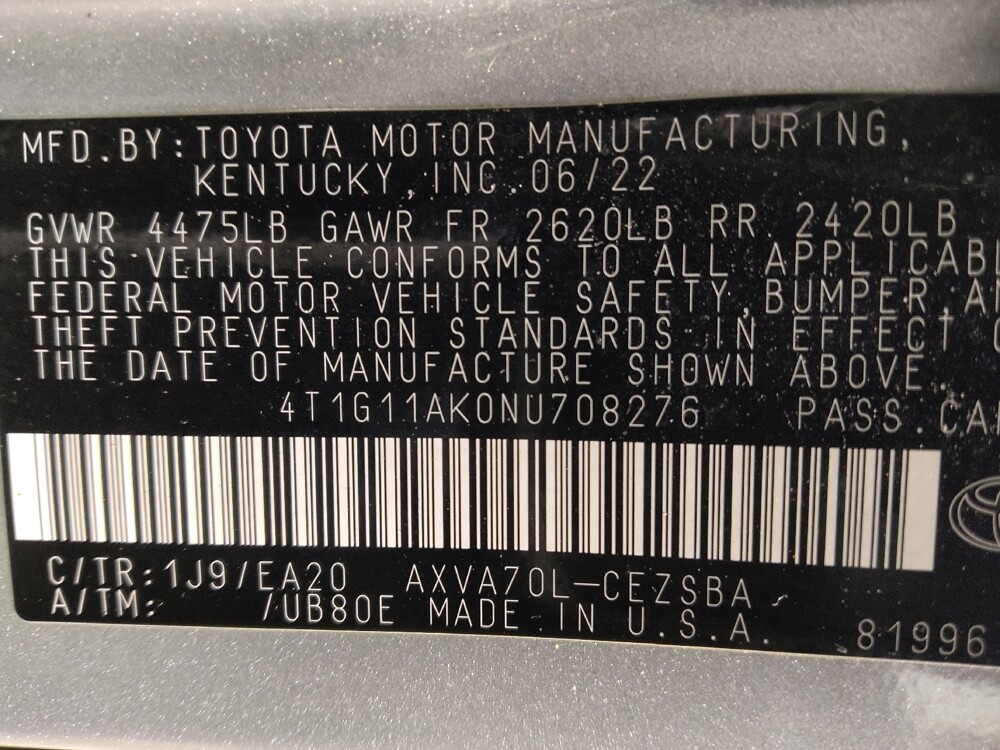 MFD.BY:TOYOTA MOTOR MANUFACTURING,
KENTUCKY,INC.06/22
GVWR 4475LB GAWR FR 2620LB RR 2420LB
THIS VEHICLE CONFORMS TO ALL
FEDERAL MOTOR VEHICLE SAFETY,BUMPER,
THEFT PREVENTION STANDARDS IN EFFECT
THE DATE OF MANUFACTURE SHOWN ABOVE.
4T1G11AK0NU708276 PASS.
C/TR:1J9/EA20 AXVA70L-CEZSBA
A/TM: /UB80E MADE IN U.S.A. 81996